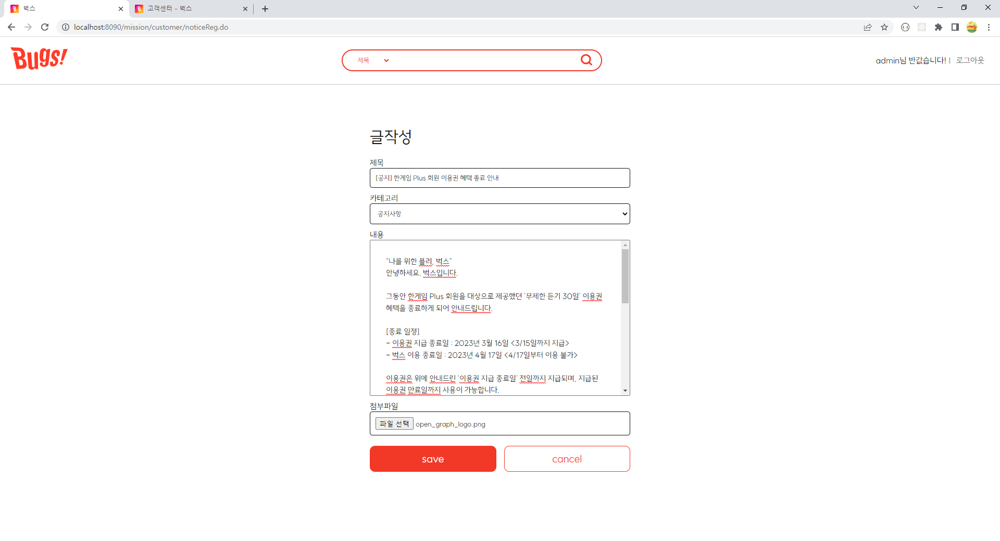 벅스
고객센터 - 벅스
localhost:8090/mission/customer/noticeReg.do
Bugs!
제목
admin님 반갑습니다! | 로그아웃
글작성
제목
[공지] 한게임 Plus 회원 이용권 혜택 종료 안내
카테고리
공지사항
내용
"나를 위한 플리, 벅스"
안녕하세요. 벅스입니다.
그동안 한게임 Plus 회원을 대상으로 제공했던 '무제한 듣기 30일' 이용권
혜택을 종료하게 되어 안내드립니다.
[종료 일정]
- 이용권 지급 종료일 : 2023년 3월 16일 <3/15일까지 지급>
- 벅스 이용 종료일 : 2023년 4월 17일 <4/17일부터 이용 불가>
이용권은 위에 안내드린 '이용권 지급 종료일' 전일까지 지급되며, 지급된
이용권 만료일까지 사용이 가능합니다.
첨부파일
파일 선택 open_graph_logo.png
save
cancel